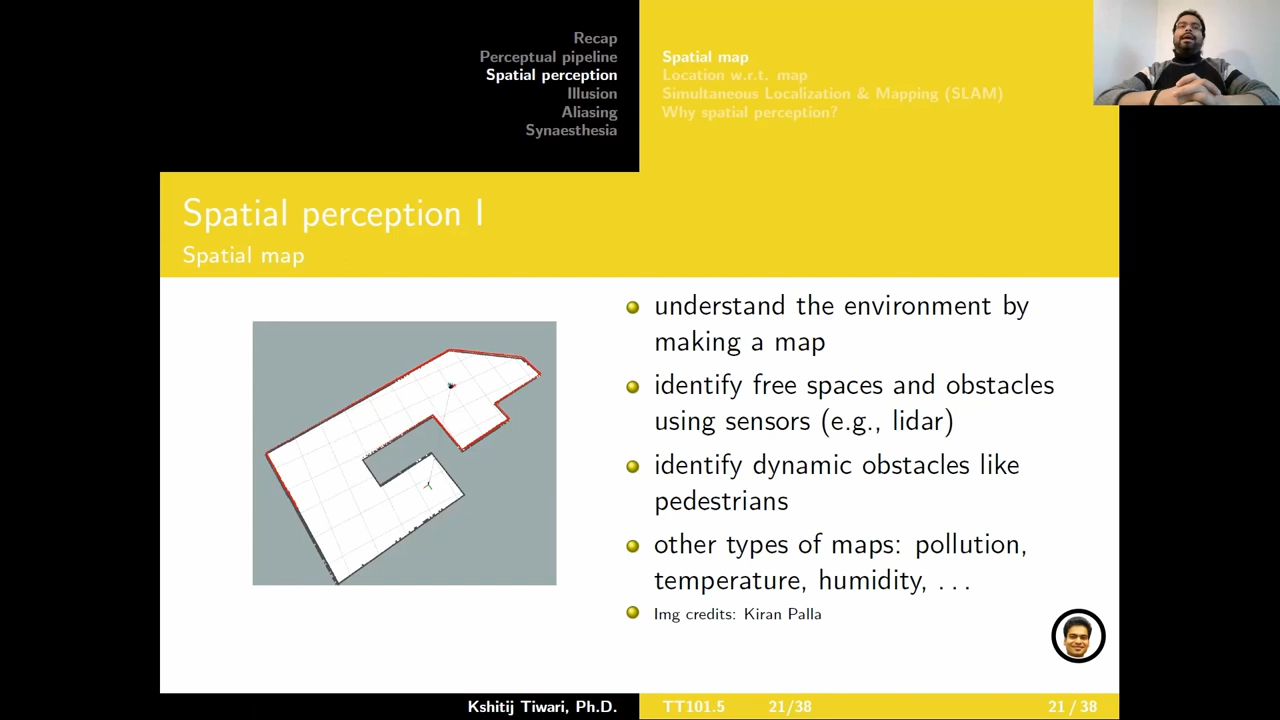 Recap
Perceptual pipeline
Spatial perception
Illusion
Aliasing
Synaesthesia
Spatial map
Location w.r.t. map
Simultaneous Localization & Mapping (SLAM)
Why spatial perception?
Spatial perception I
Spatial map
understand the environment by
making a map
identify free spaces and obstacles
using sensors (e.g., lidar)
identify dynamic obstacles like
pedestrians
other types of maps: pollution,
temperature, humidity, . . .
Img credits: Kiran Palla
Kshitij Tiwari, Ph.D.
TT101.5 21/38 21 / 38